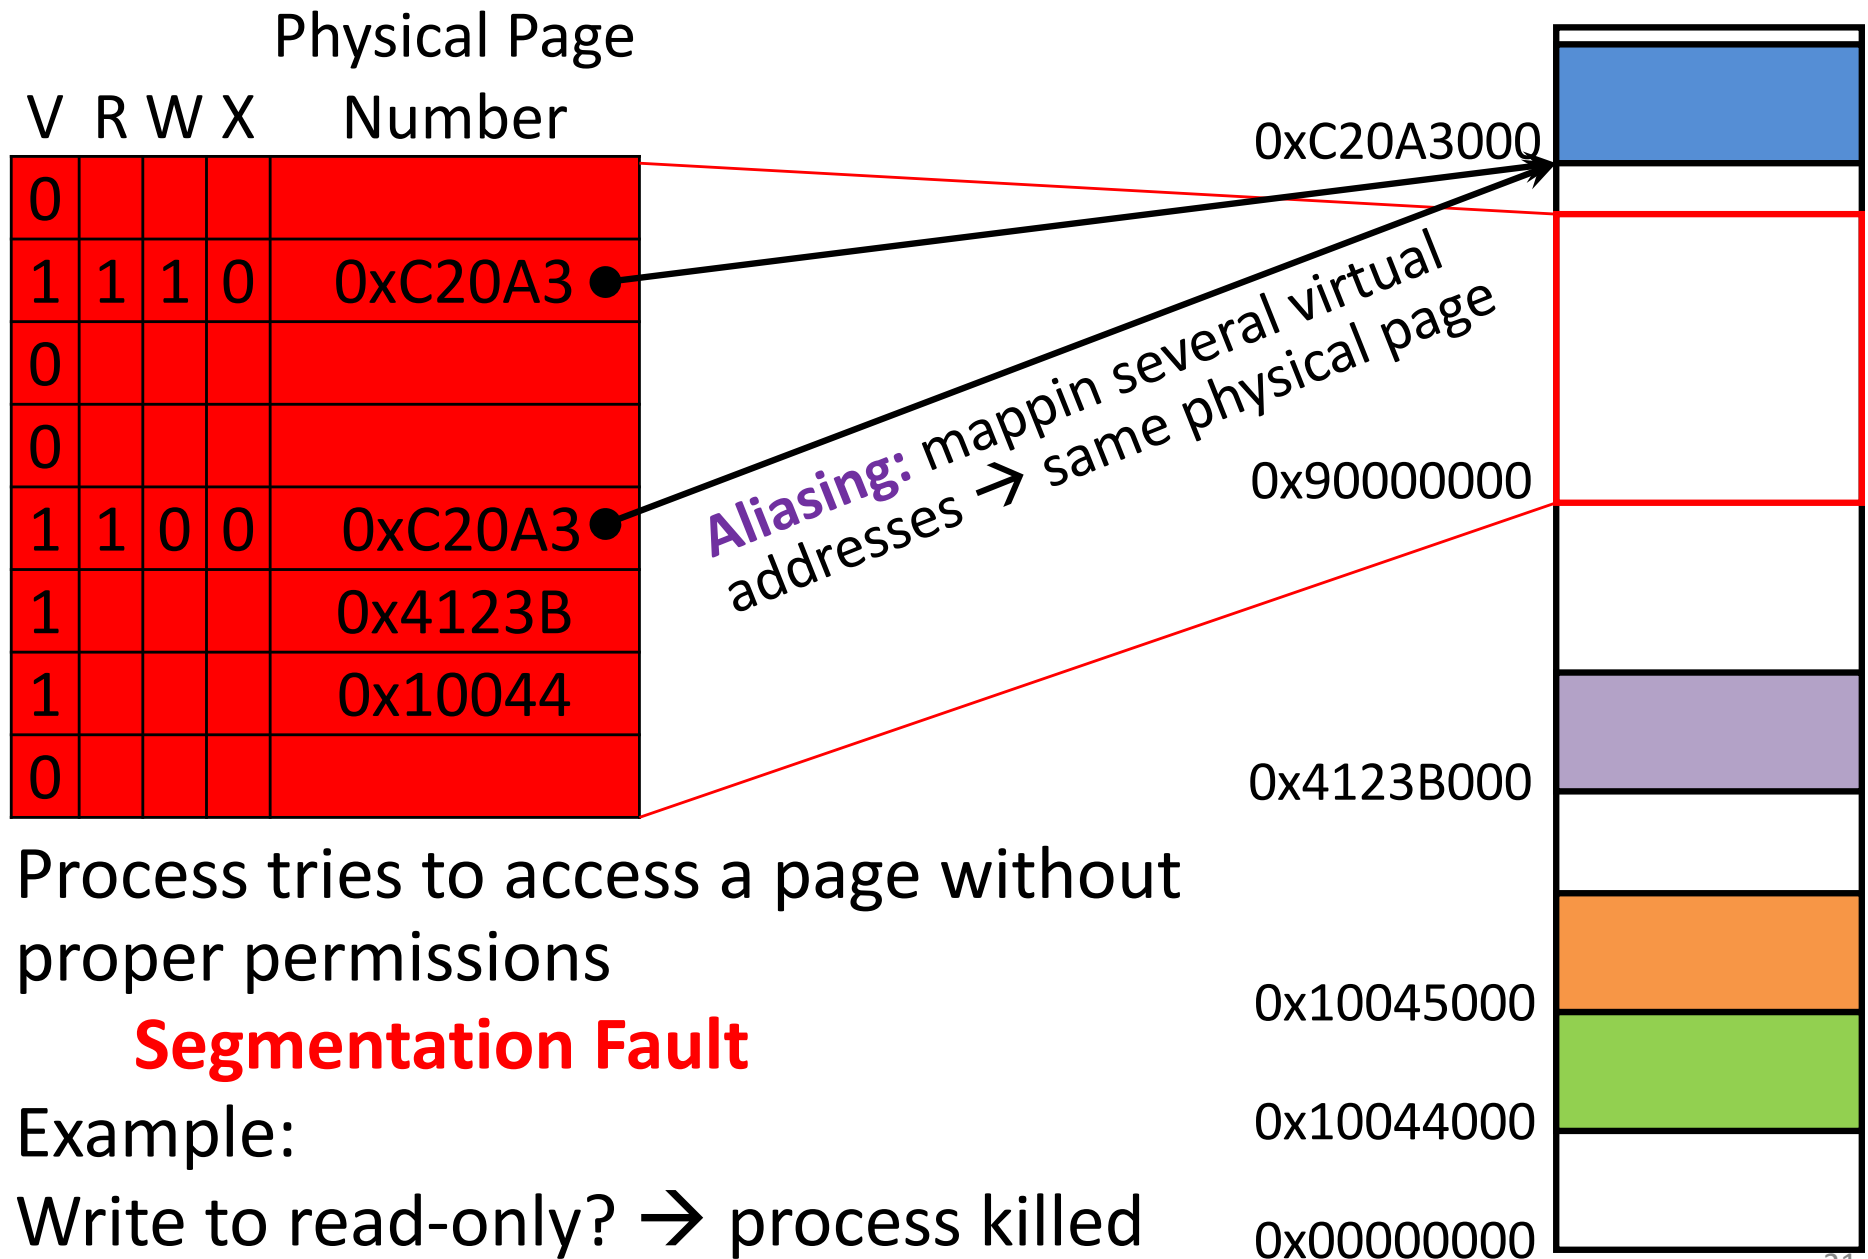 Physical Page
V R W X Number
0
1 1 1 0 0xC20A3
0
0
1 1 0 0 0xC20A3
1 0x4123B
1 0x10044
0
Aliasing: mappin several virtual
addresses → same physical page
0xC20A3000
0x90000000
0x4123B000
0x10045000
0x10044000
0x00000000
Process tries to access a page without
proper permissions
Segmentation Fault
Example:
Write to read-only? → process killed